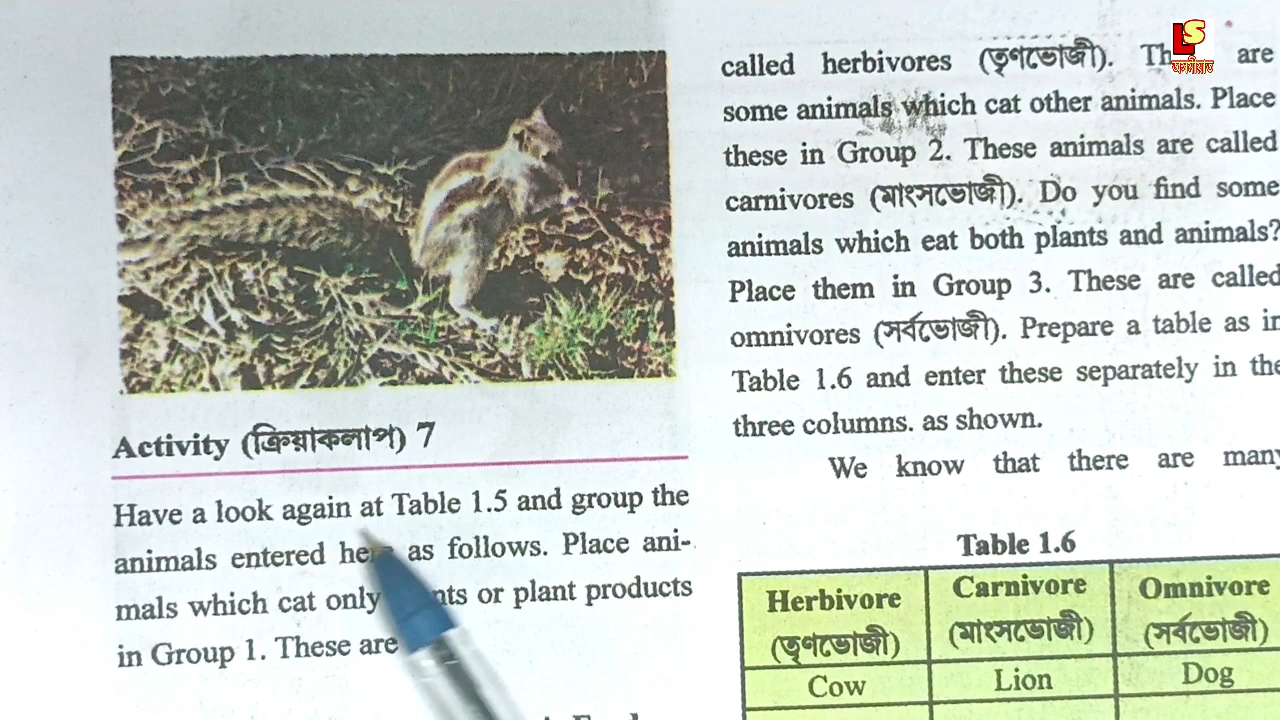 Activity (ক্রিয়াকলাপ) 7
Have a look again at Table 1.5 and group the
animals entered here as follows. Place ani-
mals which cat only or plant products
in Group 1. These are
called herbivores (তৃণভোজী). are
some animals which cat other animals. Place
these in Group 2. These animals are called
carnivores (মাংসভোজী). Do you find some
animals which eat both plants and animals?
Place them in Group 3. These are called
omnivores (সর্বভোজী). Prepare a table as in
Table 1.6 and enter these separately in the
three columns. as shown.
We know that there are many
Table 1.6
Herbivore Carnivore Omnivore
(তৃণভোজী) (মাংসভোজী) (সর্বভোজী)
Cow Lion Dog
LS